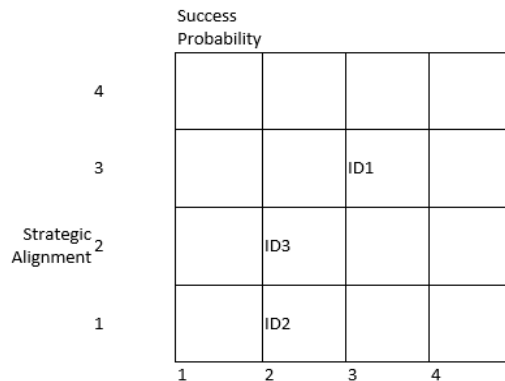 Success
Probability
4
3
ID1
Strategic
Alignment
2
ID3
1
ID2
1 2 3 4